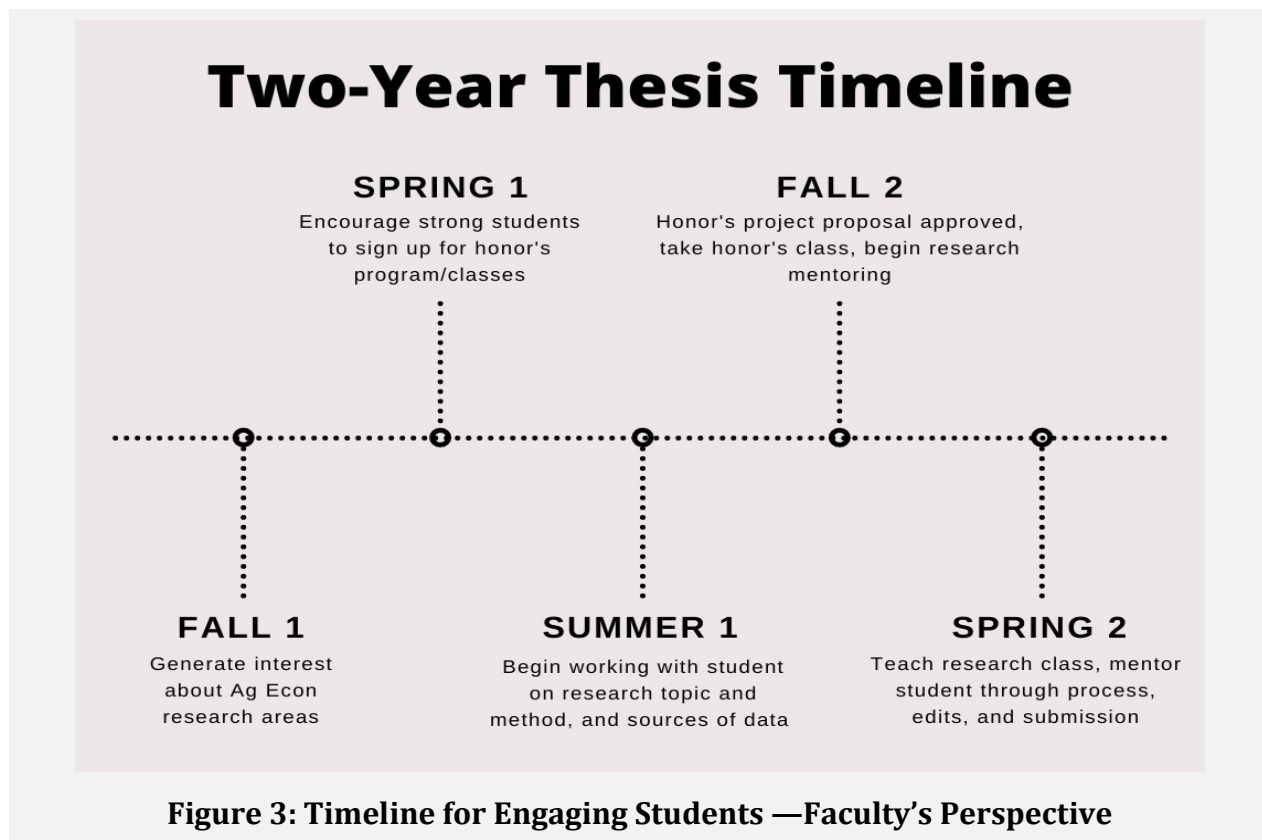 Two-Year Thesis Timeline
SPRING 1
Encourage strong students
to sign up for honor's
program/classes
FALL 2
Honor's project proposal approved,
take honor's class, begin research
mentoring
FALL 1
Generate interest
about Ag Econ
research areas
SUMMER 1
Begin working with student
on research topic and
method, and sources of data
SPRING 2
Teach research class, mentor
student through process,
edits, and submission
Figure 3: Timeline for Engaging Students —Faculty’s Perspective